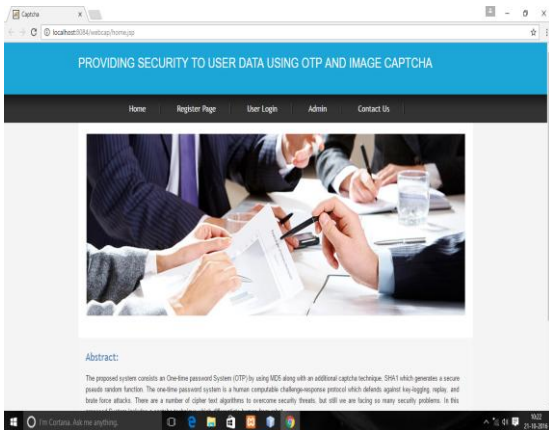 Captcha
localhost:8084/webcap/home.jsp
PROVIDING SECURITY TO USER DATA USING OTP AND IMAGE CAPTCHA
Home Register Page User Login Admin Contact Us
Abstract:
The proposed system consists an One-time password System (OTP) by using MD5 along with an additional captcha technique, SHA1 which generates a secure
pseudo random function. The one-time password system is a human computable challenge-response protocol which defends against key-logging, replay, and
brute force attacks. There are a number of cipher text algorithms to overcome security threats, but still we are facing so many security problems. In this
I'm Cortana. Ask me anything.
10:22
21-10-2016